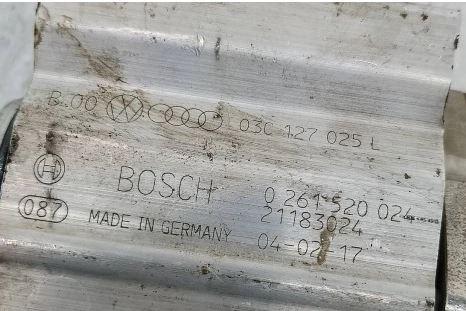 B.00 03C 127 025 L
BOSCH 0 261 520 024
21183024
087 MADE IN GERMANY 04-02 17